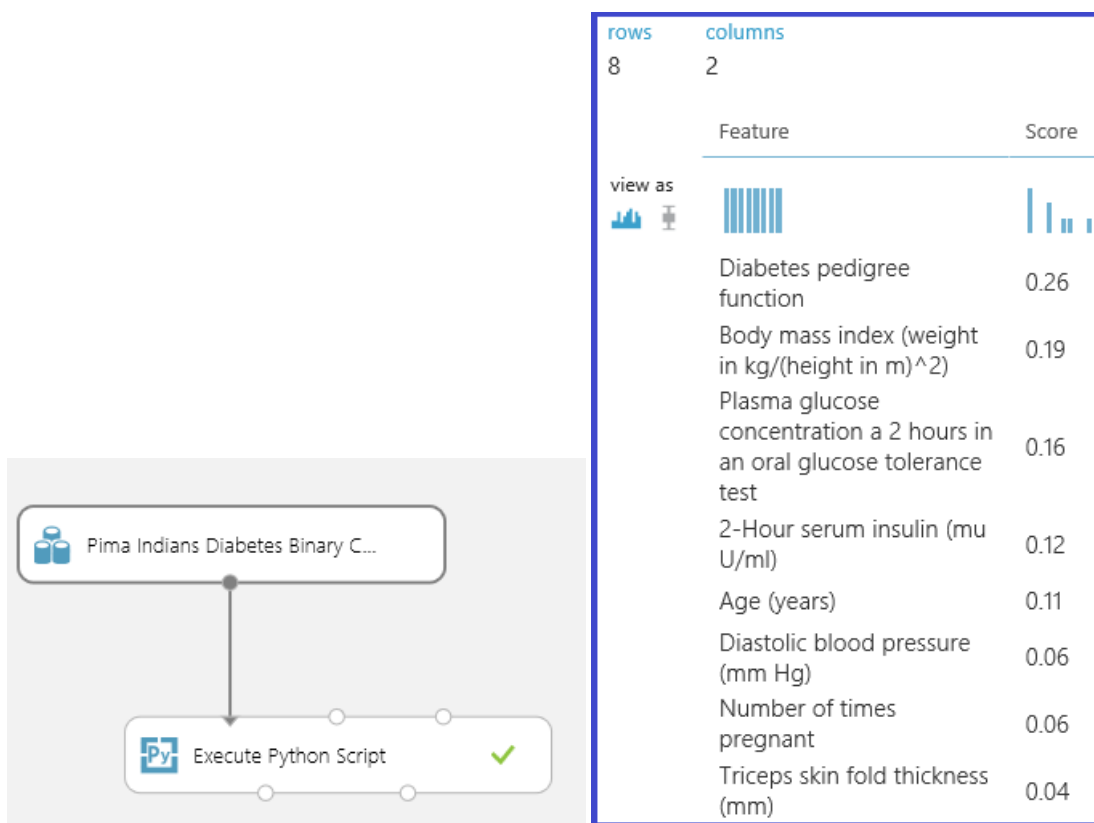 Pima Indians Diabetes Binary C...
Execute Python Script
rows columns
8 2
Feature Score
view as
Diabetes pedigree
function
0.26
Body mass index (weight
in kg/(height in m)^2)
0.19
Plasma glucose
concentration a 2 hours in
an oral glucose tolerance
test
0.16
2-Hour serum insulin (mu
U/ml)
0.12
Age (years) 0.11
Diastolic blood pressure
(mm Hg)
0.06
Number of times
pregnant
0.06
Triceps skin fold thickness
(mm)
0.04